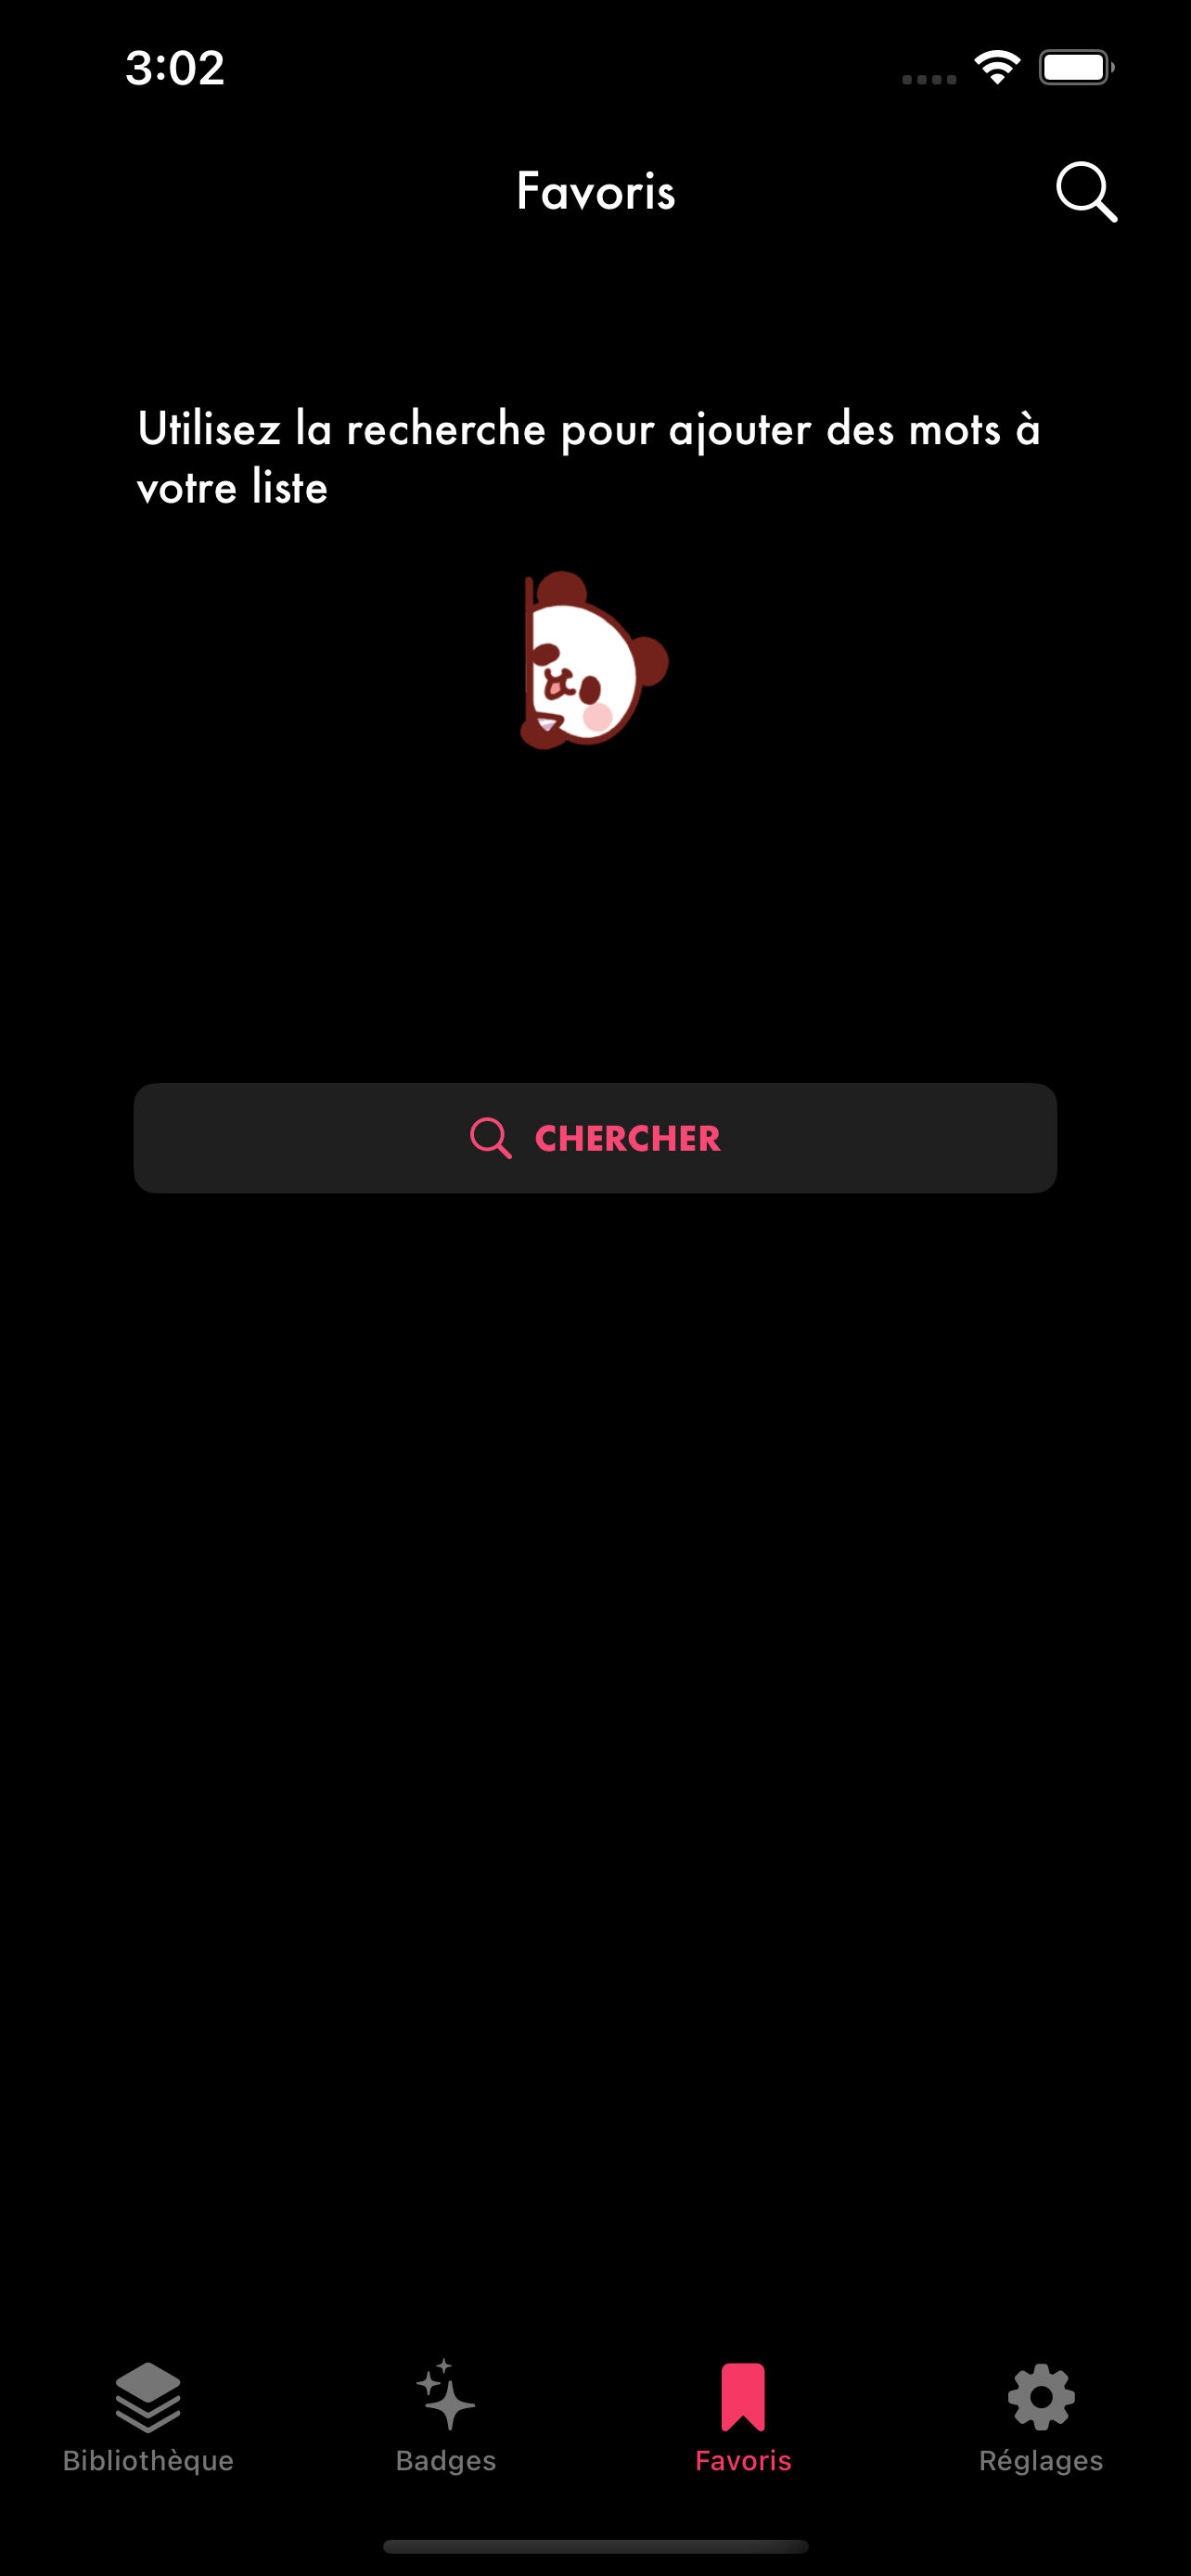 3:02
Favoris
Utilisez la recherche pour ajouter des mots à
votre liste
CHERCHER
Bibliothèque
Badges
Favoris
Réglages